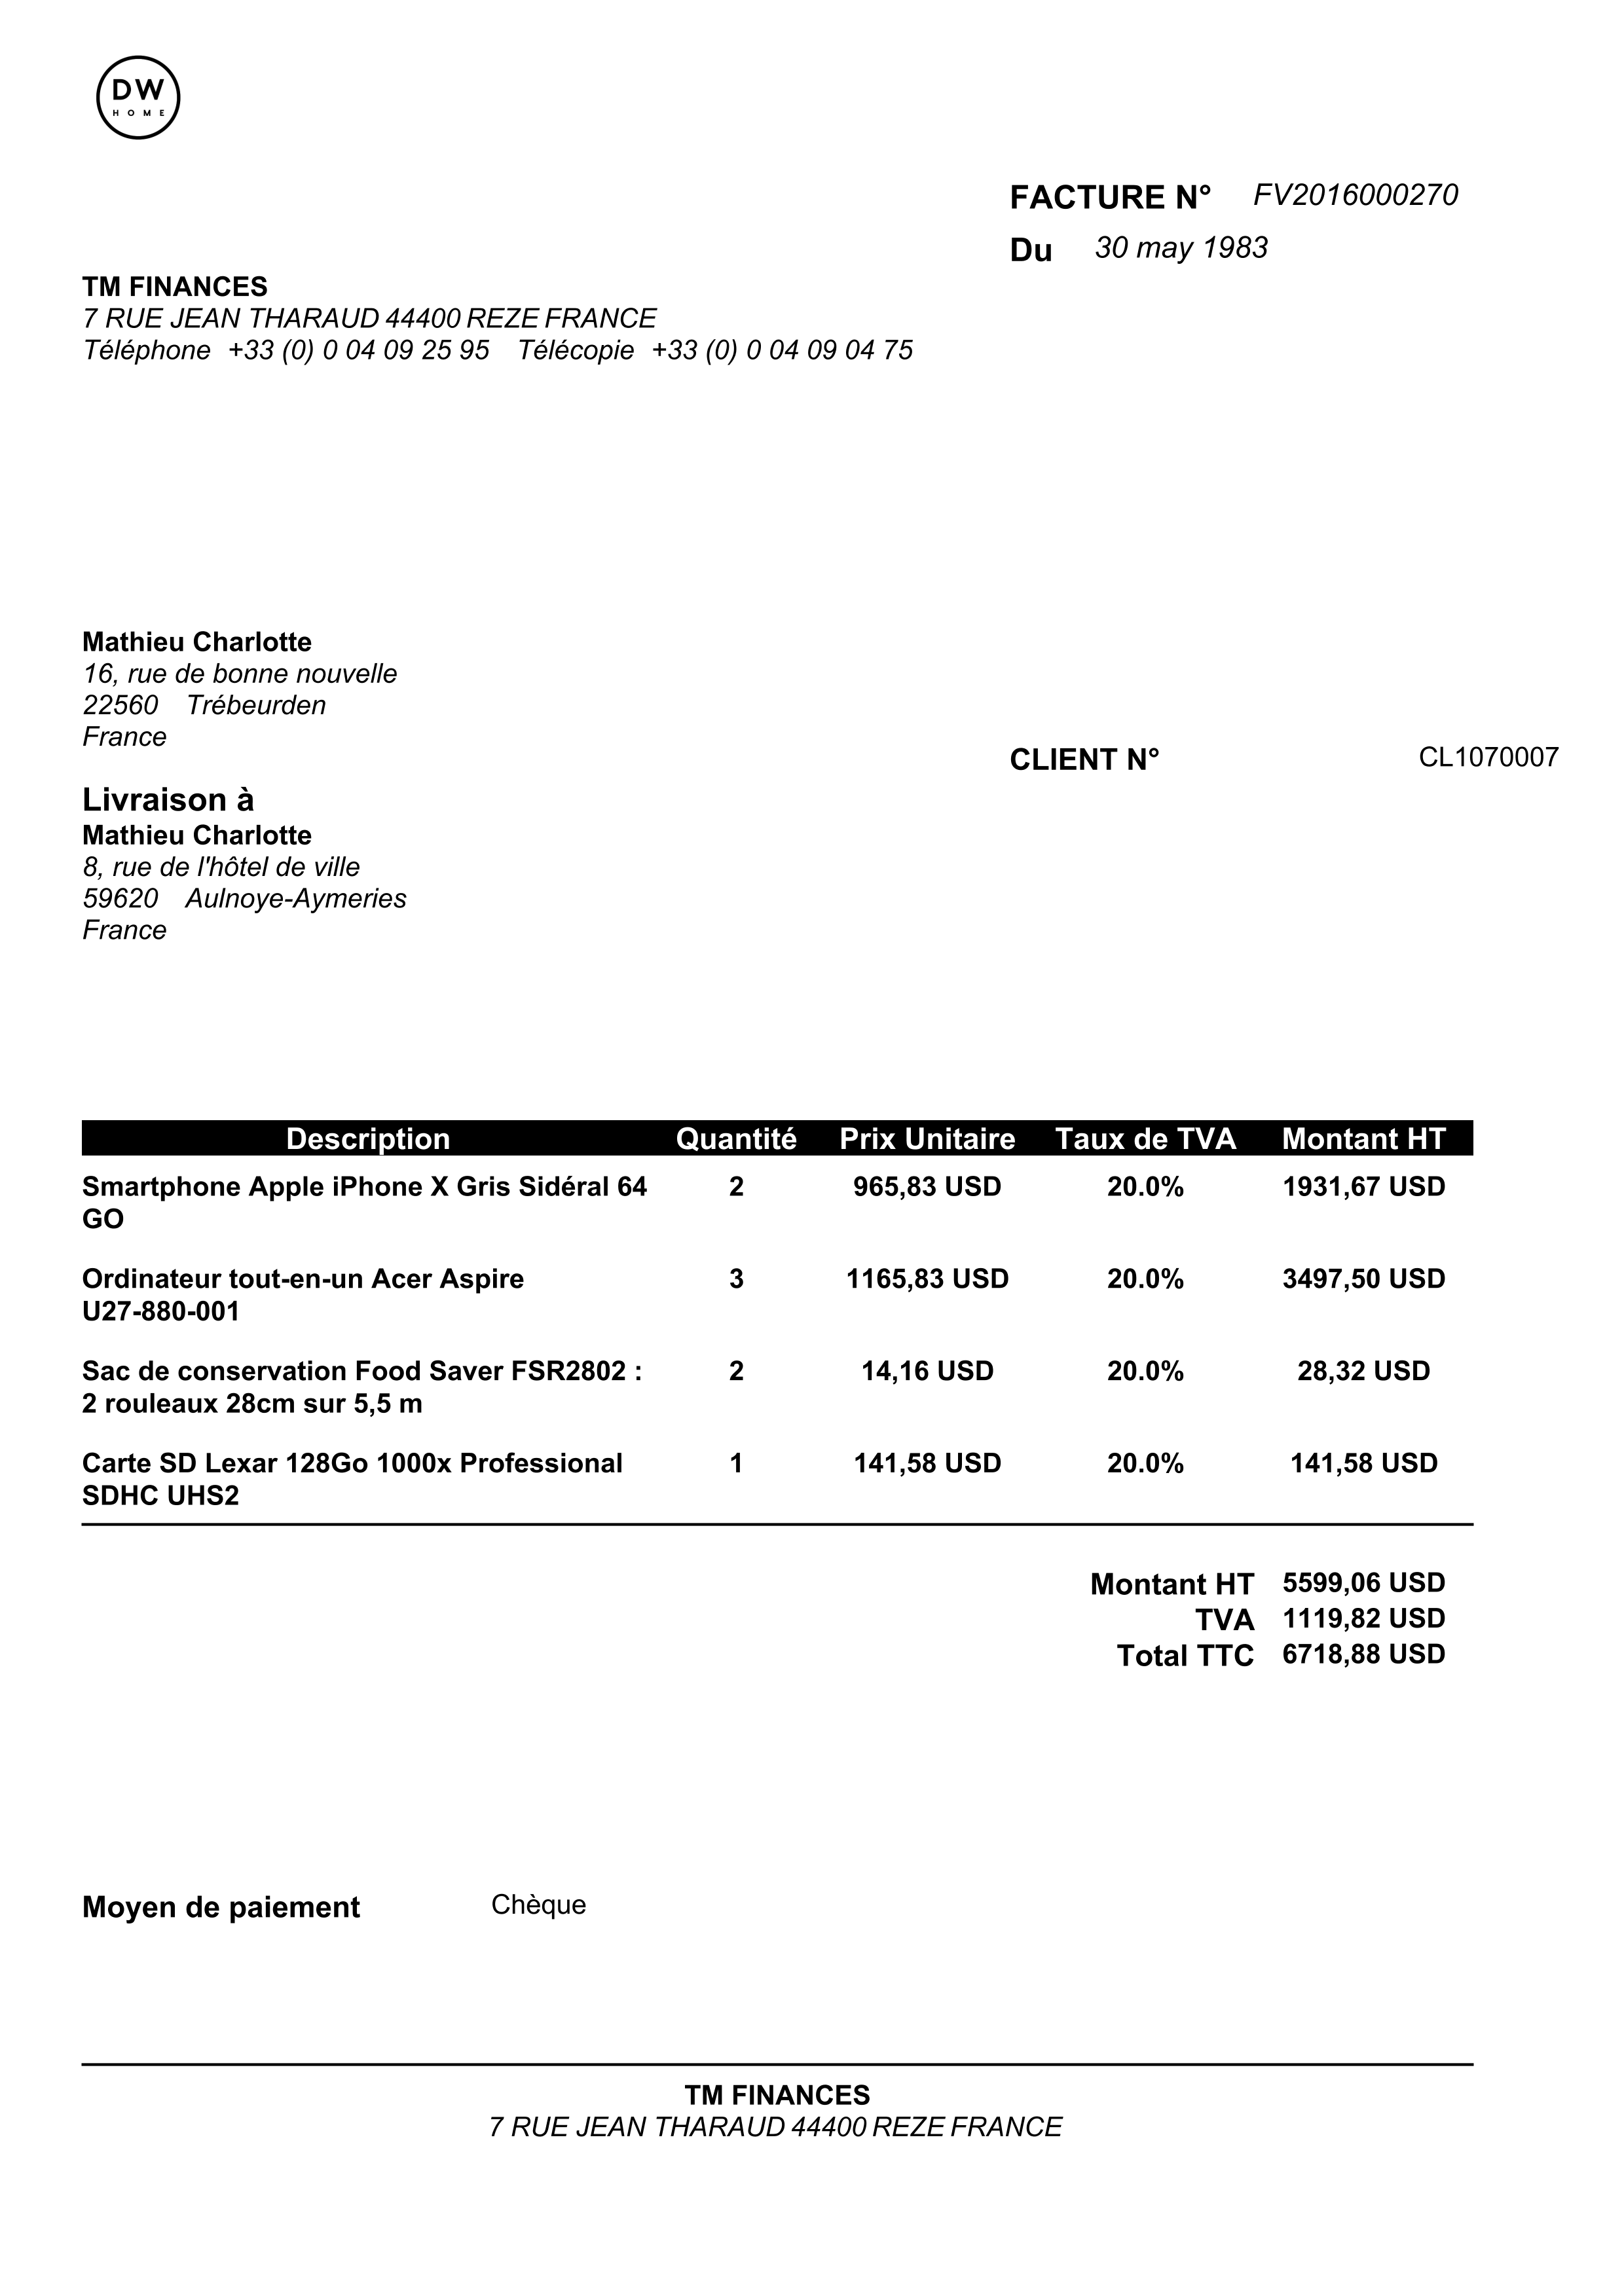 DW
HOME
FACTURE N° FV2016000270
Du 30 may 1983
TM FINANCES
7 RUE JEAN THARAUD 44400 REZE FRANCE
Téléphone +33 (0) 0 04 09 25 95 Télécopie +33 (0) 0 04 09 04 75
Mathieu Charlotte
16, rue de bonne nouvelle
22560 Trébeurden
France
CLIENT N° CL1070007
Livraison à
Mathieu Charlotte
8, rue de l'hôtel de ville
59620 Aulnoye-Aymeries
France
Description Quantité Prix Unitaire Taux de TVA Montant HT
Smartphone Apple iPhone X Gris Sidéral 64 2 965,83 USD 20.0% 1931,67 USD
GO
Ordinateur tout-en-un Acer Aspire 3 1165,83 USD 20.0% 3497,50 USD
U27-880-001
Sac de conservation Food Saver FSR2802 : 2 14,16 USD 20.0% 28,32 USD
2 rouleaux 28cm sur 5,5 m
Carte SD Lexar 128Go 1000x Professional 1 141,58 USD 20.0% 141,58 USD
SDHC UHS2
Montant HT 5599,06 USD
TVA 1119,82 USD
Total TTC 6718,88 USD
Moyen de paiement Chèque
TM FINANCES
7 RUE JEAN THARAUD 44400 REZE FRANCE